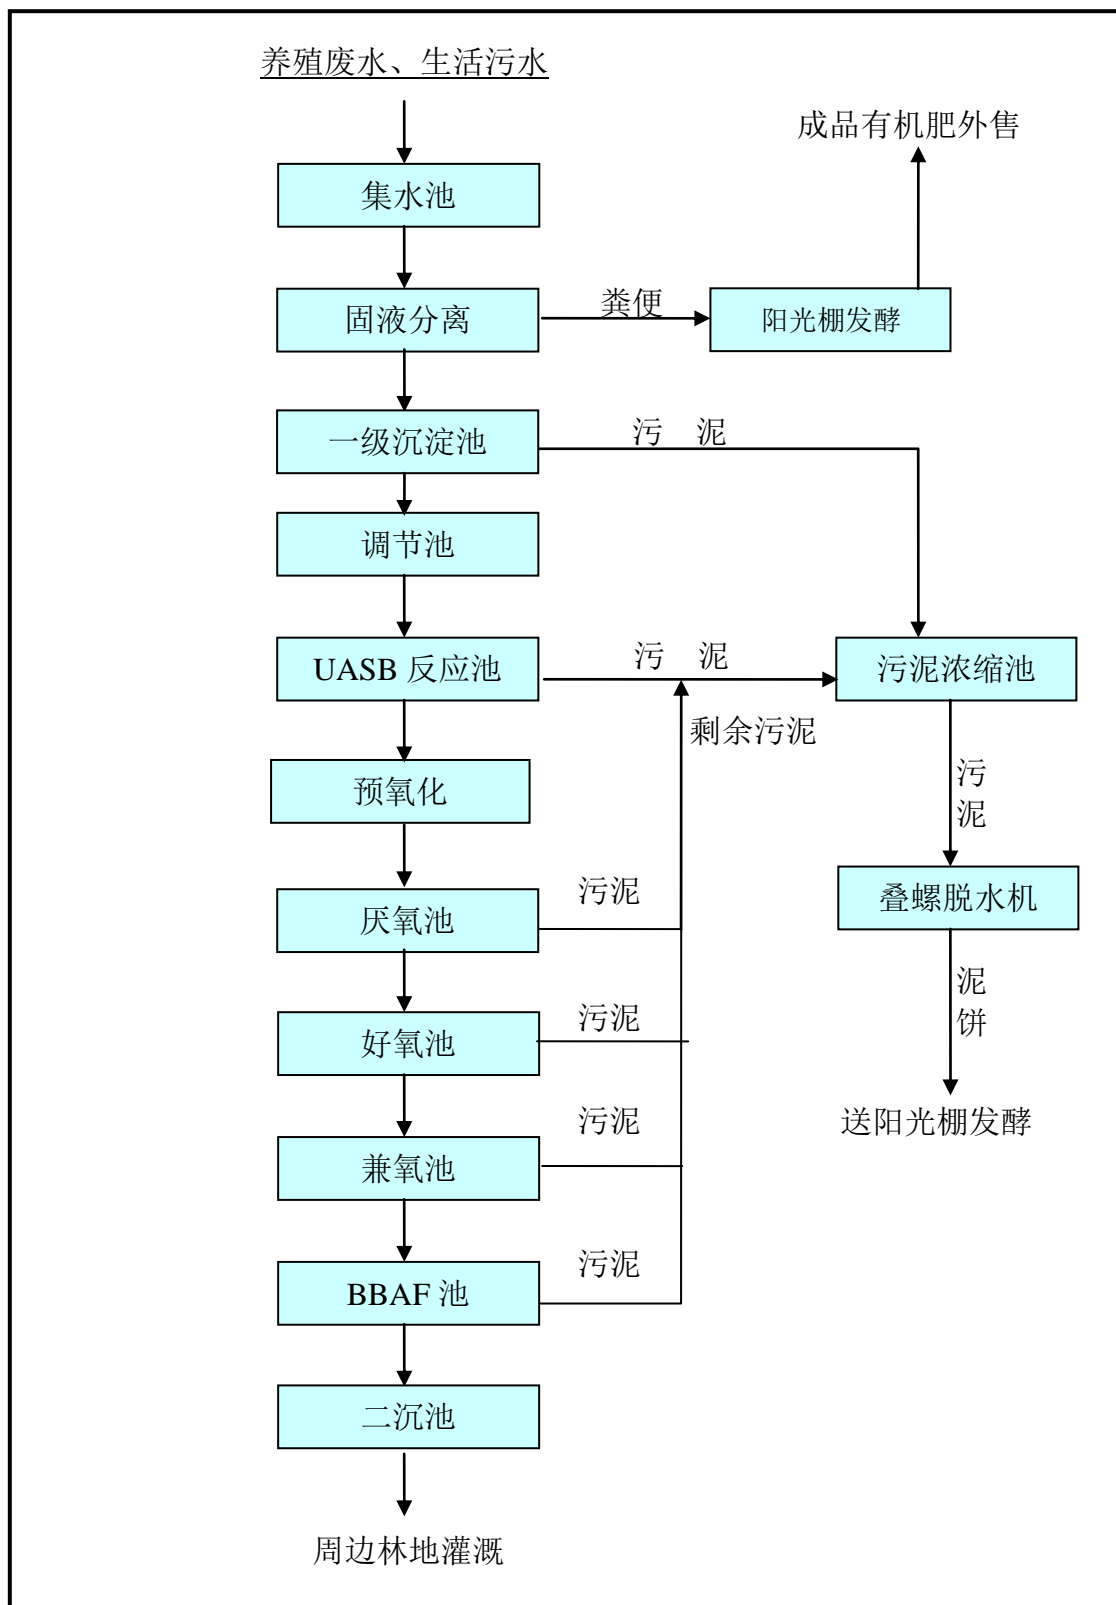 养殖废水、生活污水
成品有机肥外售
集水池
固液分离
粪便
阳光棚发酵
一级沉淀池
污 泥
调节池
UASB 反应池
污 泥
污泥浓缩池
剩余污泥
预氧化
污
泥
厌氧池
污泥
叠螺脱水机
好氧池
污泥
泥
饼
兼氧池
污泥
送阳光棚发酵
BBAF 池
污泥
二沉池
周边林地灌溉